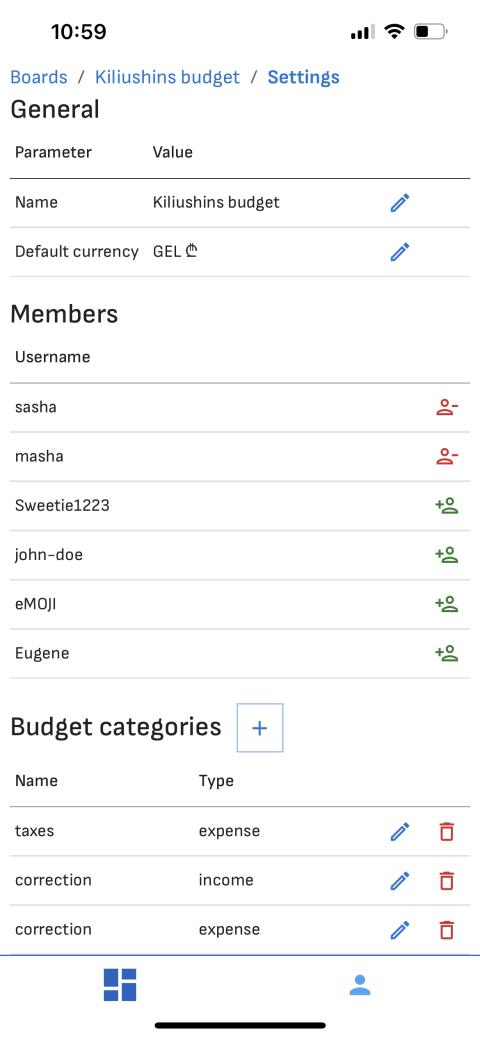 10:59
Boards / Kiliushins budget / Settings
General
Parameter Value
Name Kiliushins budget
Default currency GEL ₾
Members
Username
sasha
masha
Sweetie1223
john-doe
eMOJI
Eugene
Budget categories +
Name Type
taxes expense
correction income
correction expense